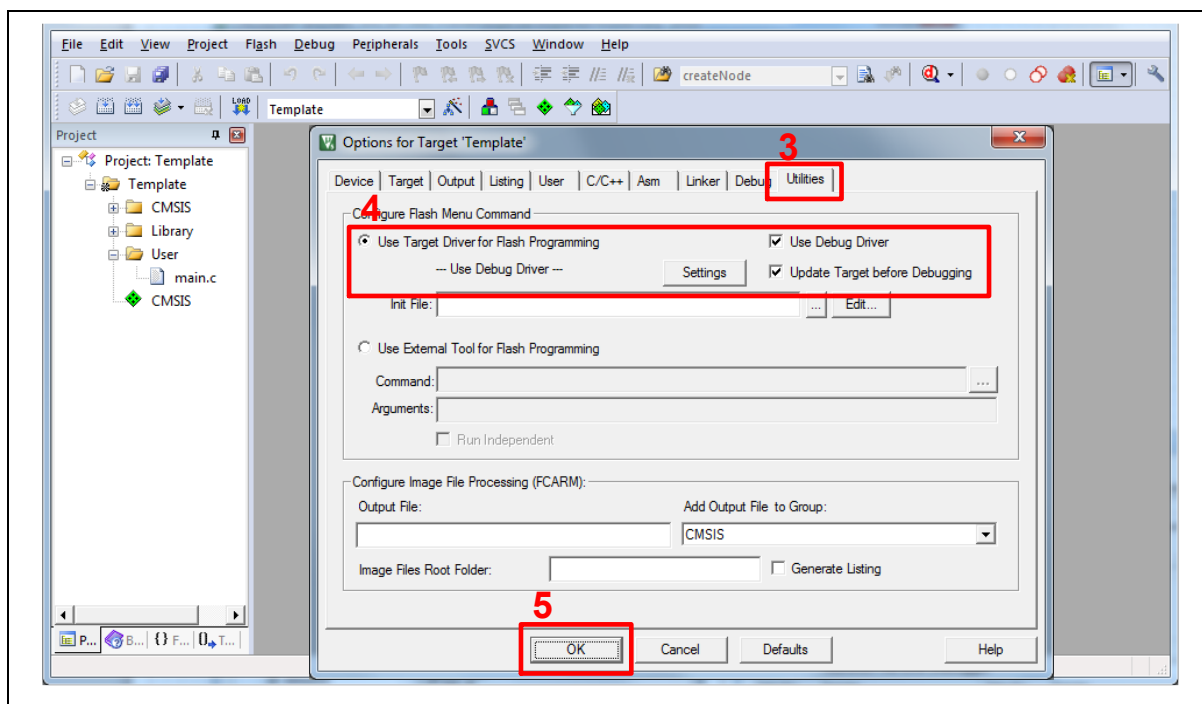 File Edit View Project Flash Debug Peripherals Tools SVCS Window Help
createNode
LOAD Template
Project
Project: Template
Template
CMSIS
Library
User
main.c
CMSIS
P... B... {} F... 0 T...
Options for Target 'Template'
3
Device Target Output Listing User C/C++ Asm Linker Debug Utilities
4
Configure Flash Menu Command
Use Target Driver for Flash Programming Use Debug Driver
--- Use Debug Driver --- Settings Update Target before Debugging
Init File: ... Edit...
Use External Tool for Flash Programming
Command: ...
Arguments:
Run Independent
Configure Image File Processing (FCARM):
Output File: Add Output File to Group:
CMSIS
Image Files Root Folder: Generate Listing
5
OK Cancel Defaults Help